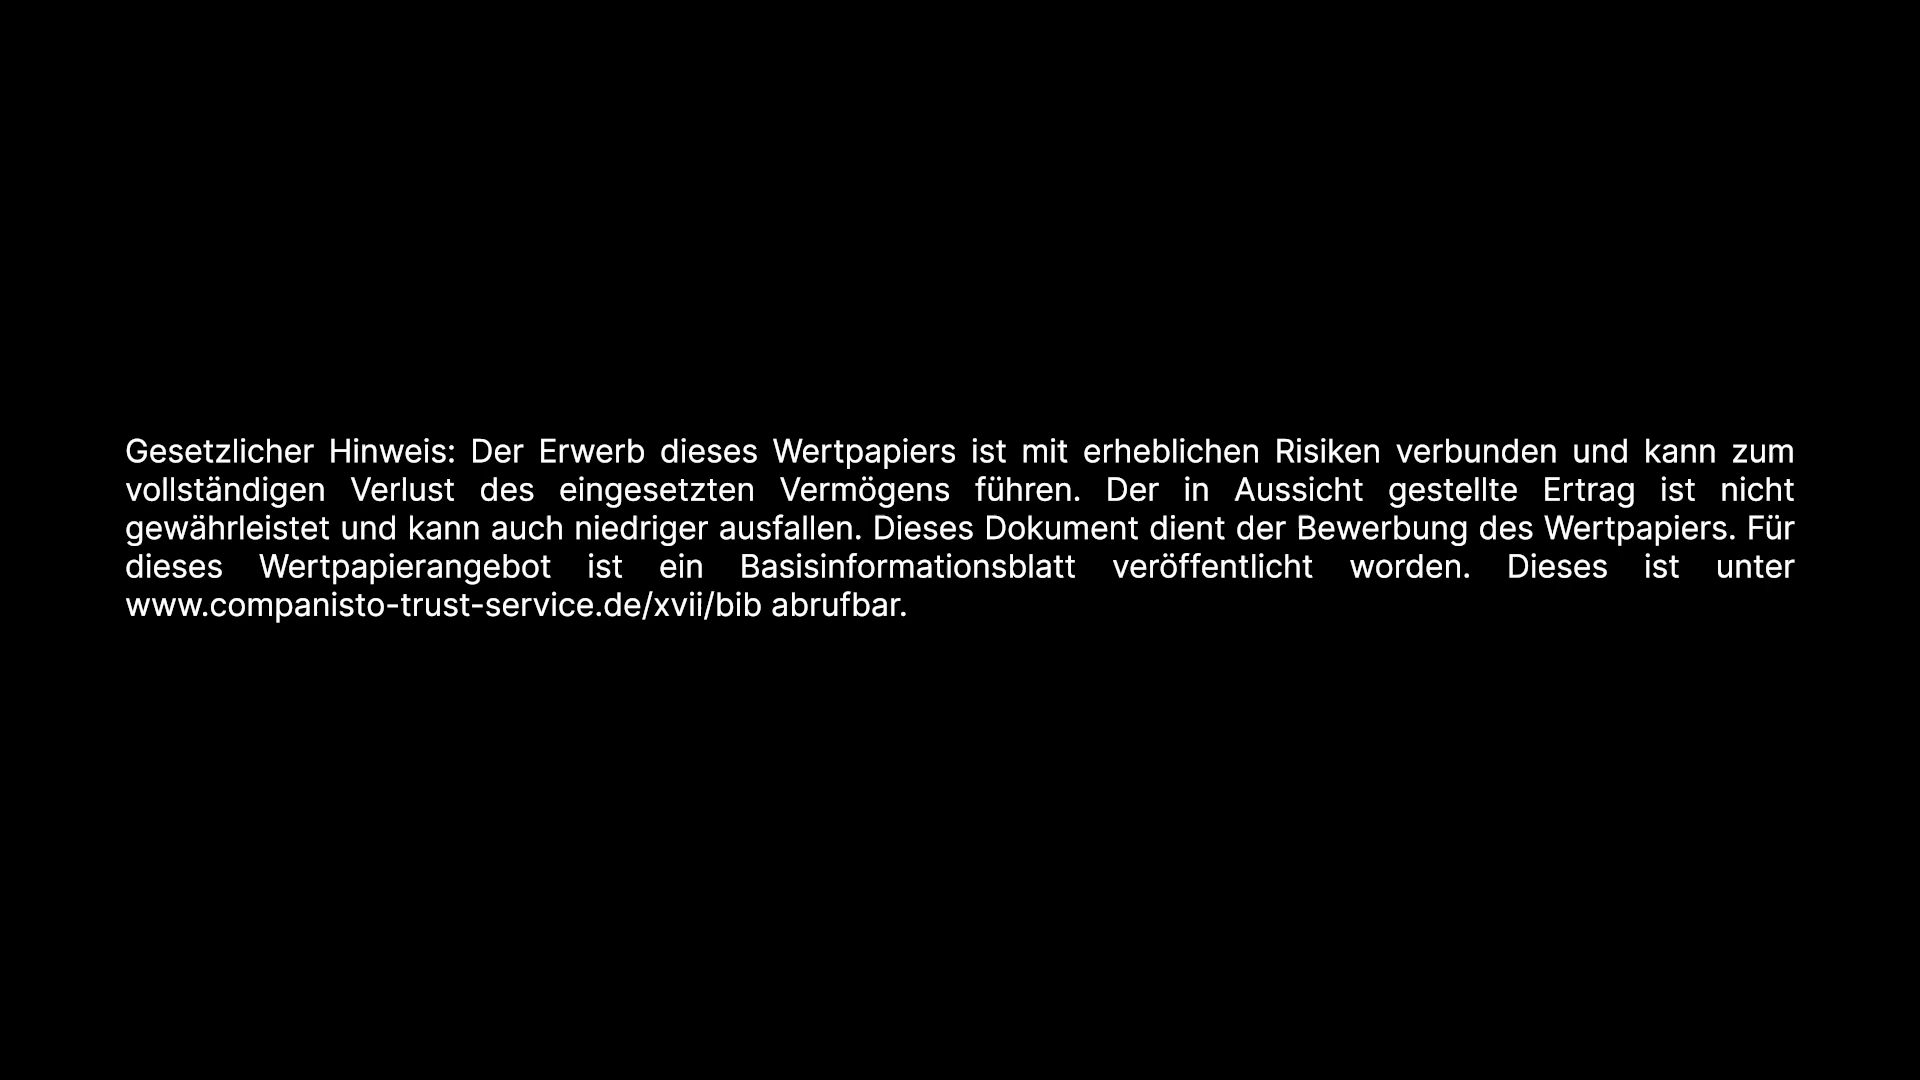 Gesetzlicher Hinweis: Der Erwerb dieses Wertpapiers ist mit erheblichen Risiken verbunden und kann zum
vollständigen Verlust des eingesetzten Vermögens führen. Der in Aussicht gestellte Ertrag ist nicht
gewährleistet und kann auch niedriger ausfallen. Dieses Dokument dient der Bewerbung des Wertpapiers. Für
dieses Wertpapierangebot ist ein Basisinformationsblatt veröffentlicht worden. Dieses ist unter
www.companisto-trust-service.de/xvii/bib abrufbar.